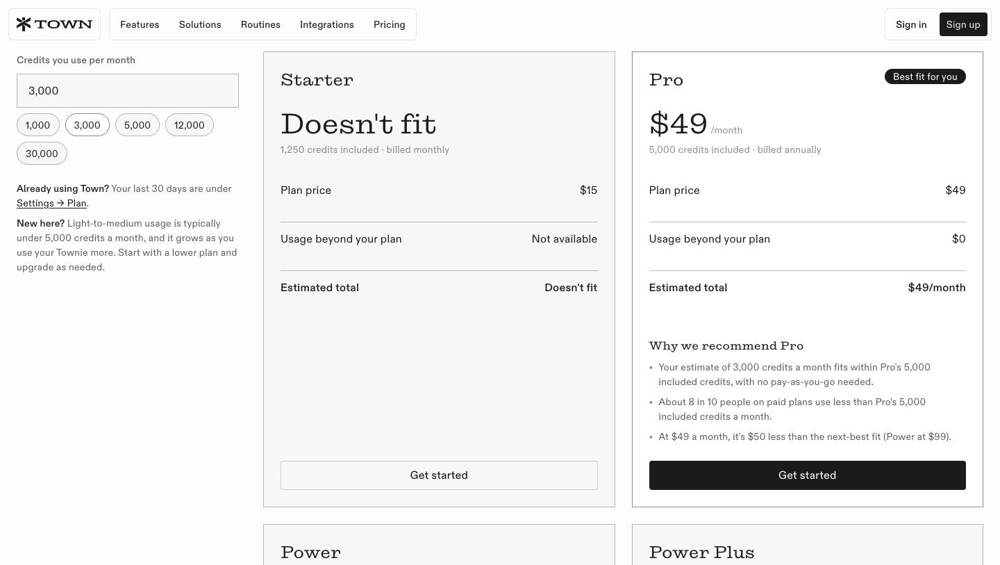 TOWN
Features
Solutions
Routines
Integrations
Pricing
Sign in
Sign up
Credits you use per month
3,000
1,000
3,000
5,000
12,000
30,000
Already using Town? Your last 30 days are under
Settings → Plan.
New here? Light-to-medium usage is typically
under 5,000 credits a month, and it grows as you
use your Townie more. Start with a lower plan and
upgrade as needed.
Starter
Doesn't fit
1,250 credits included · billed monthly
Plan price $15
Usage beyond your plan Not available
Estimated total Doesn't fit
Get started
Pro
Best fit for you
$49 /month
5,000 credits included · billed annually
Plan price $49
Usage beyond your plan $0
Estimated total $49/month
Why we recommend Pro
• Your estimate of 3,000 credits a month fits within Pro's 5,000
included credits, with no pay-as-you-go needed.
• About 8 in 10 people on paid plans use less than Pro's 5,000
included credits a month.
• At $49 a month, it's $50 less than the next-best fit (Power at $99).
Get started
Power
Power Plus